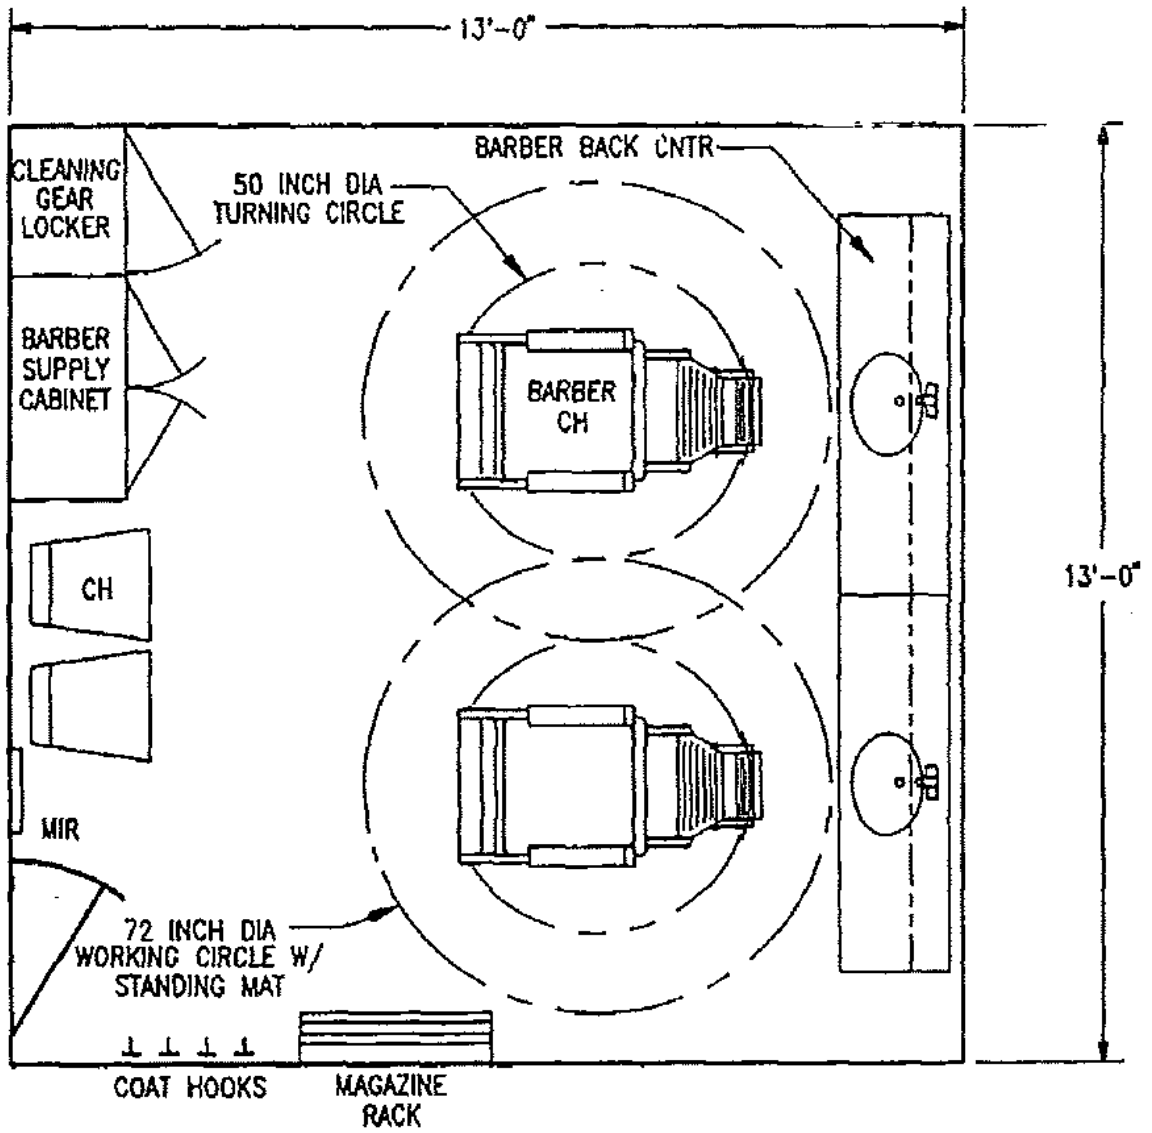 13'-0"
BARBER BACK CNTR
CLEANING
GEAR
LOCKER
50 INCH DIA
TURNING CIRCLE
BARBER
SUPPLY
CABINET
BARBER
CH
CH
13'-0"
MIR
72 INCH DIA
WORKING CIRCLE W/
STANDING MAT
COAT HOOKS
MAGAZINE
RACK